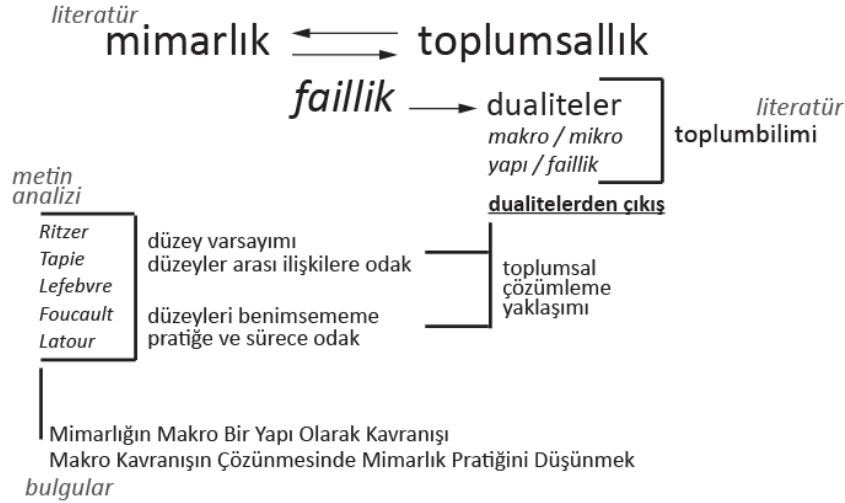 literatür
mimarlık toplumsallık
faillik dualiteler
makro / mikro
yapı / faillik
literatür
toplumbilimi
dualitelerden çıkış
metin
analizi
Ritzer
Tapie
Lefebvre
Foucault
Latour
düzey varsayımı
düzeyler arası ilişkilere odak
düzeyleri benimsememe
pratiğe ve sürece odak
toplumsal
çözümleme
yaklaşımı
Mimarlığın Makro Bir Yapı Olarak Kavranışı
Makro Kavranışın Çözünmesinde Mimarlık Pratiğini Düşünmek
bulgular